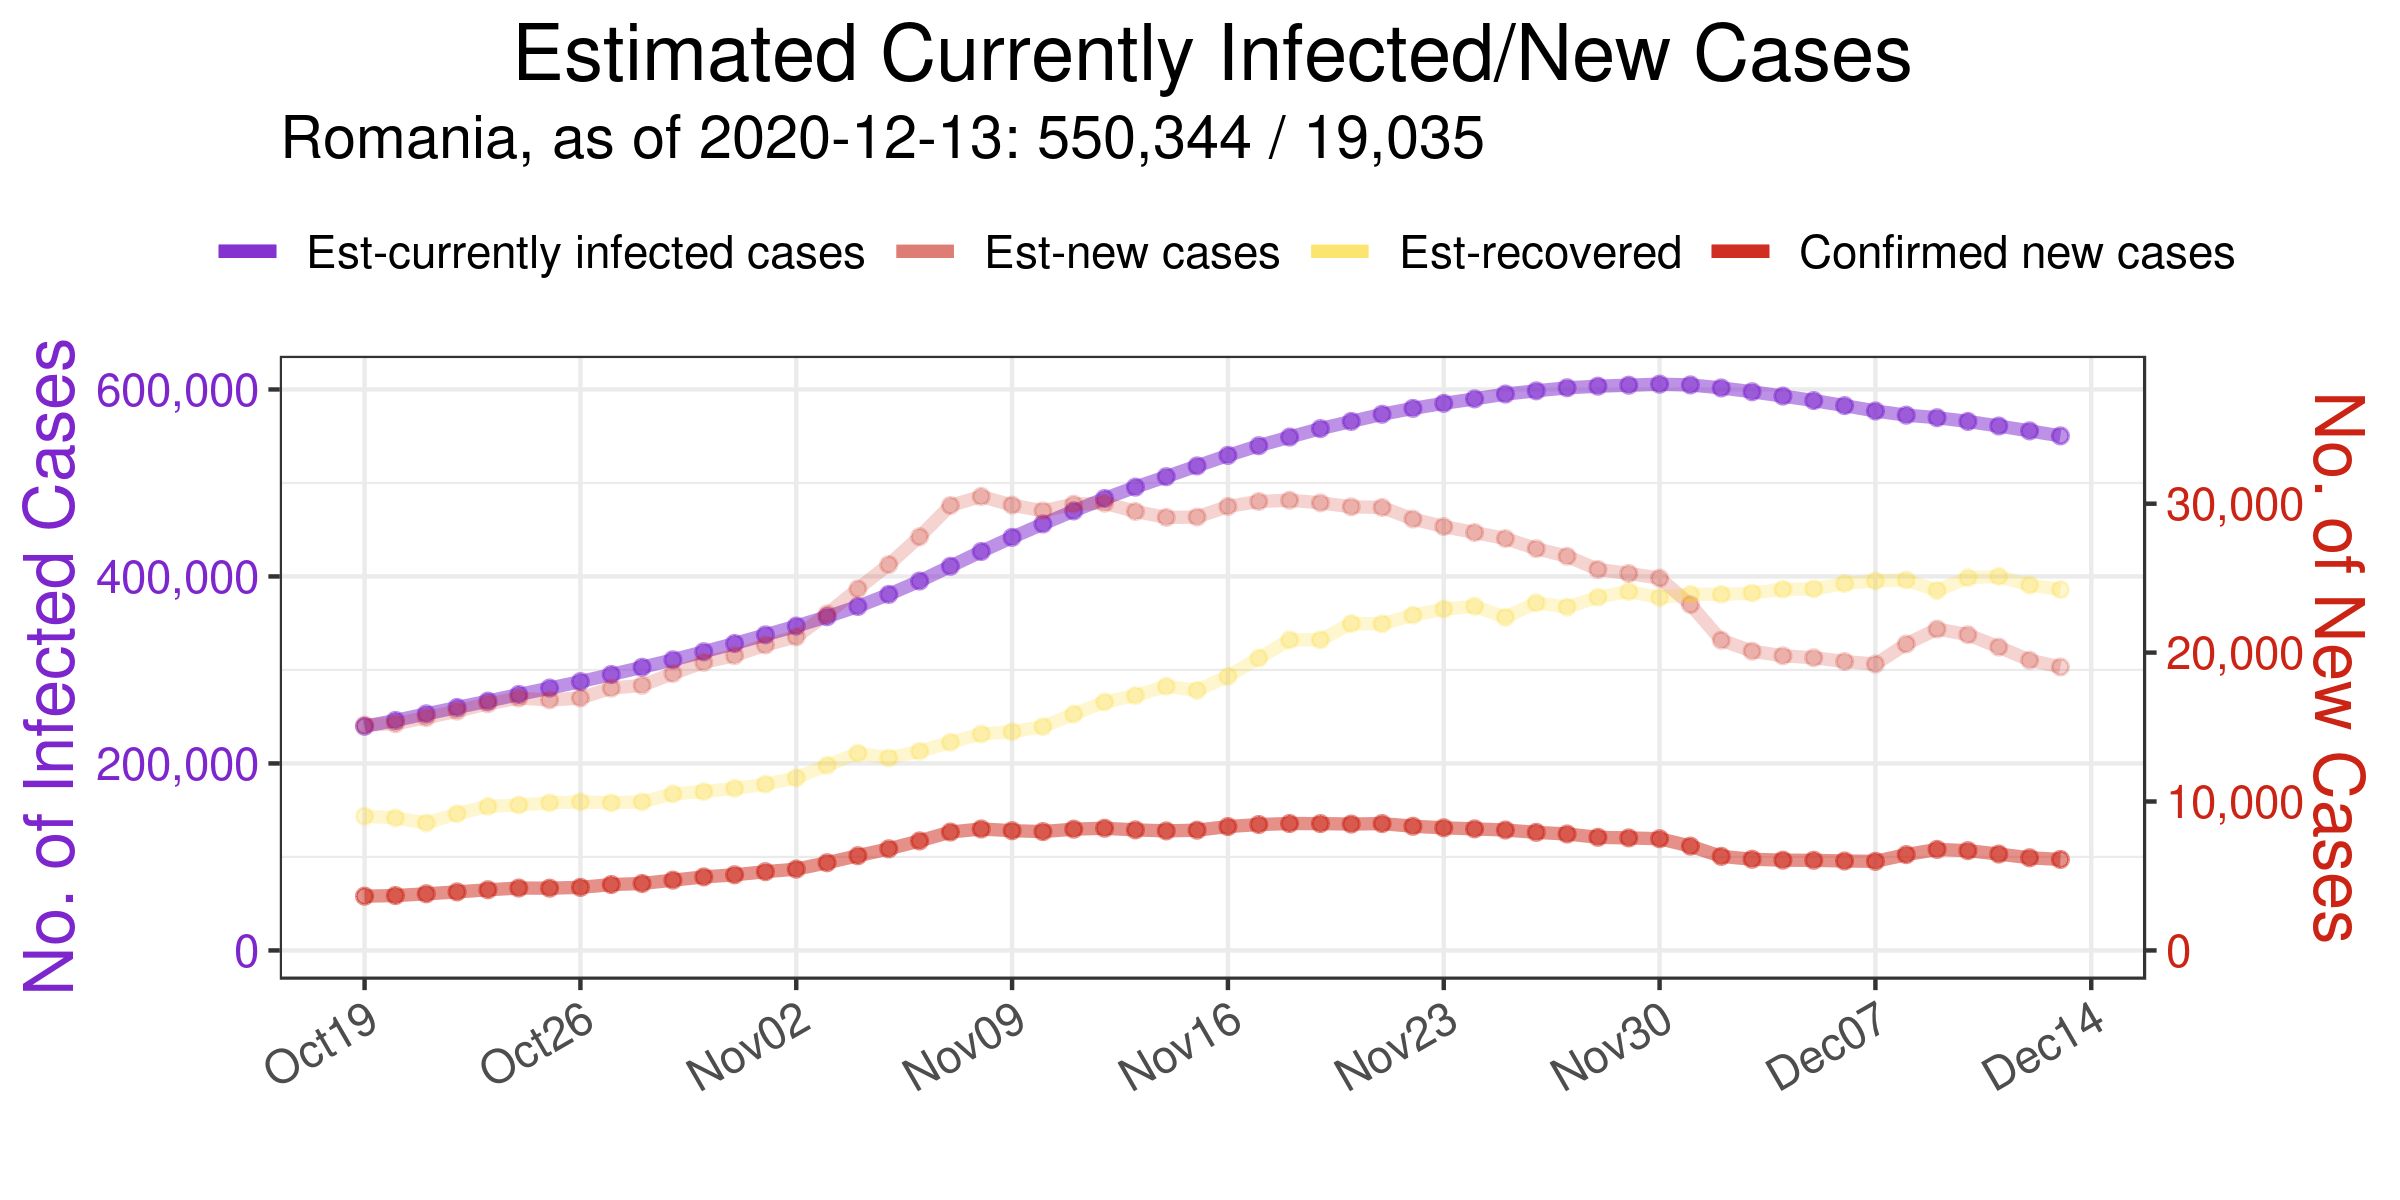 Estimated Currently Infected/New Cases
Romania, as of 2020-12-13: 550,344 / 19,035
Est-currently infected cases Est-new cases Est-recovered Confirmed new cases
No. of Infected Cases
600,000
400,000
200,000
0
30,000
20,000
10,000
0
No. of New Cases
Oct19 Oct26 Nov02 Nov09 Nov16 Nov23 Nov30 Dec07 Dec14